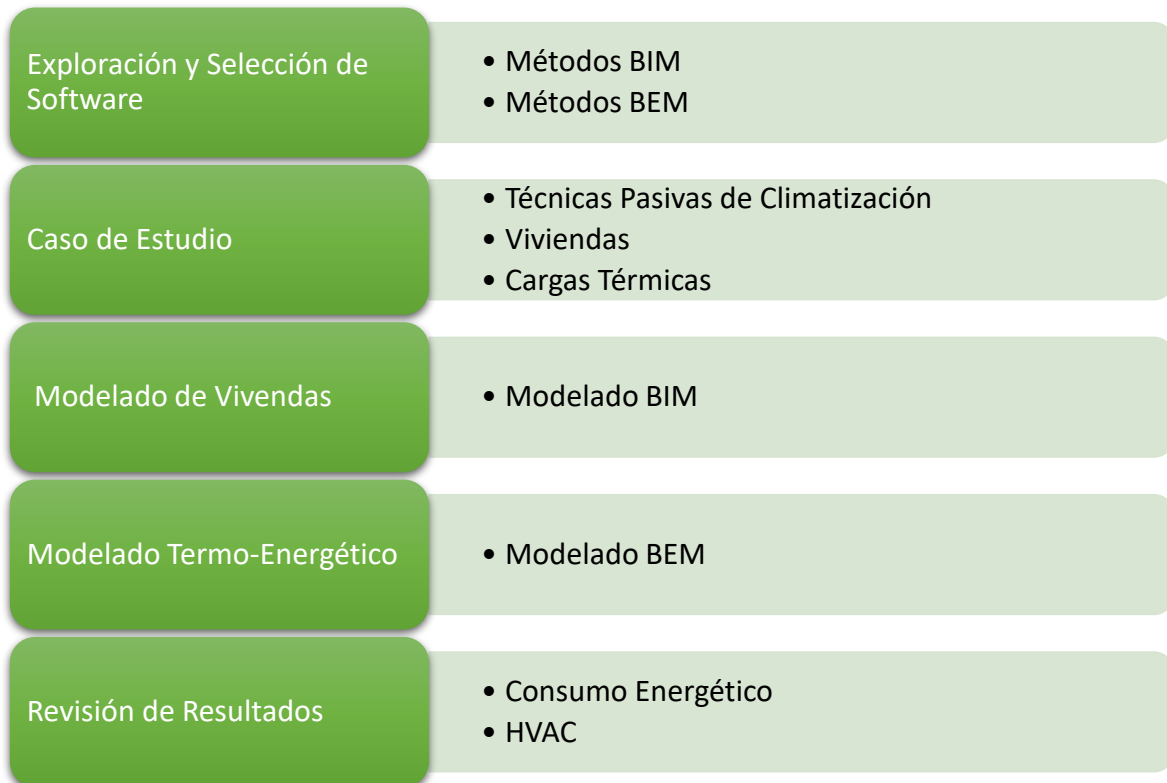 Exploración y Selección de
Software
• Métodos BIM
• Métodos BEM
Caso de Estudio
• Técnicas Pasivas de Climatización
• Viviendas
• Cargas Térmicas
Modelado de Vivendas
• Modelado BIM
Modelado Termo-Energético
• Modelado BEM
Revisión de Resultados
• Consumo Energético
• HVAC